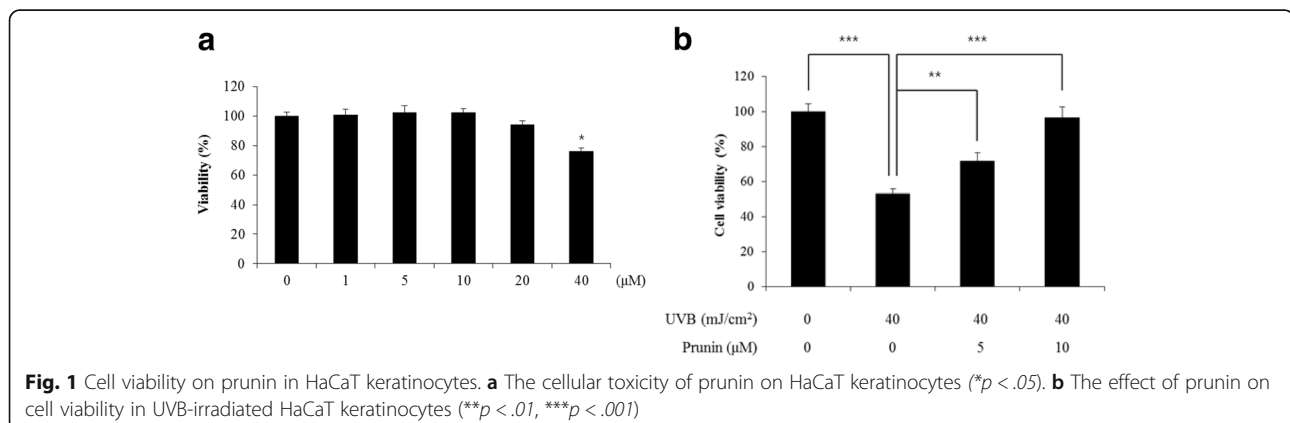 a
120
100
80
60
40
20
0
Viability (%)
*
0 1 5 10 20 40 (μM)
b
*** ***
**
120
100
80
60
40
20
0
Cell viability (%)
UVB (mJ/cm²) 0 40 40 40
Prunin (μM) 0 0 5 10
Fig. 1 Cell viability on prunin in HaCaT keratinocytes. a The cellular toxicity of prunin on HaCaT keratinocytes (*p < .05). b The effect of prunin on
cell viability in UVB-irradiated HaCaT keratinocytes (**p < .01, ***p < .001)